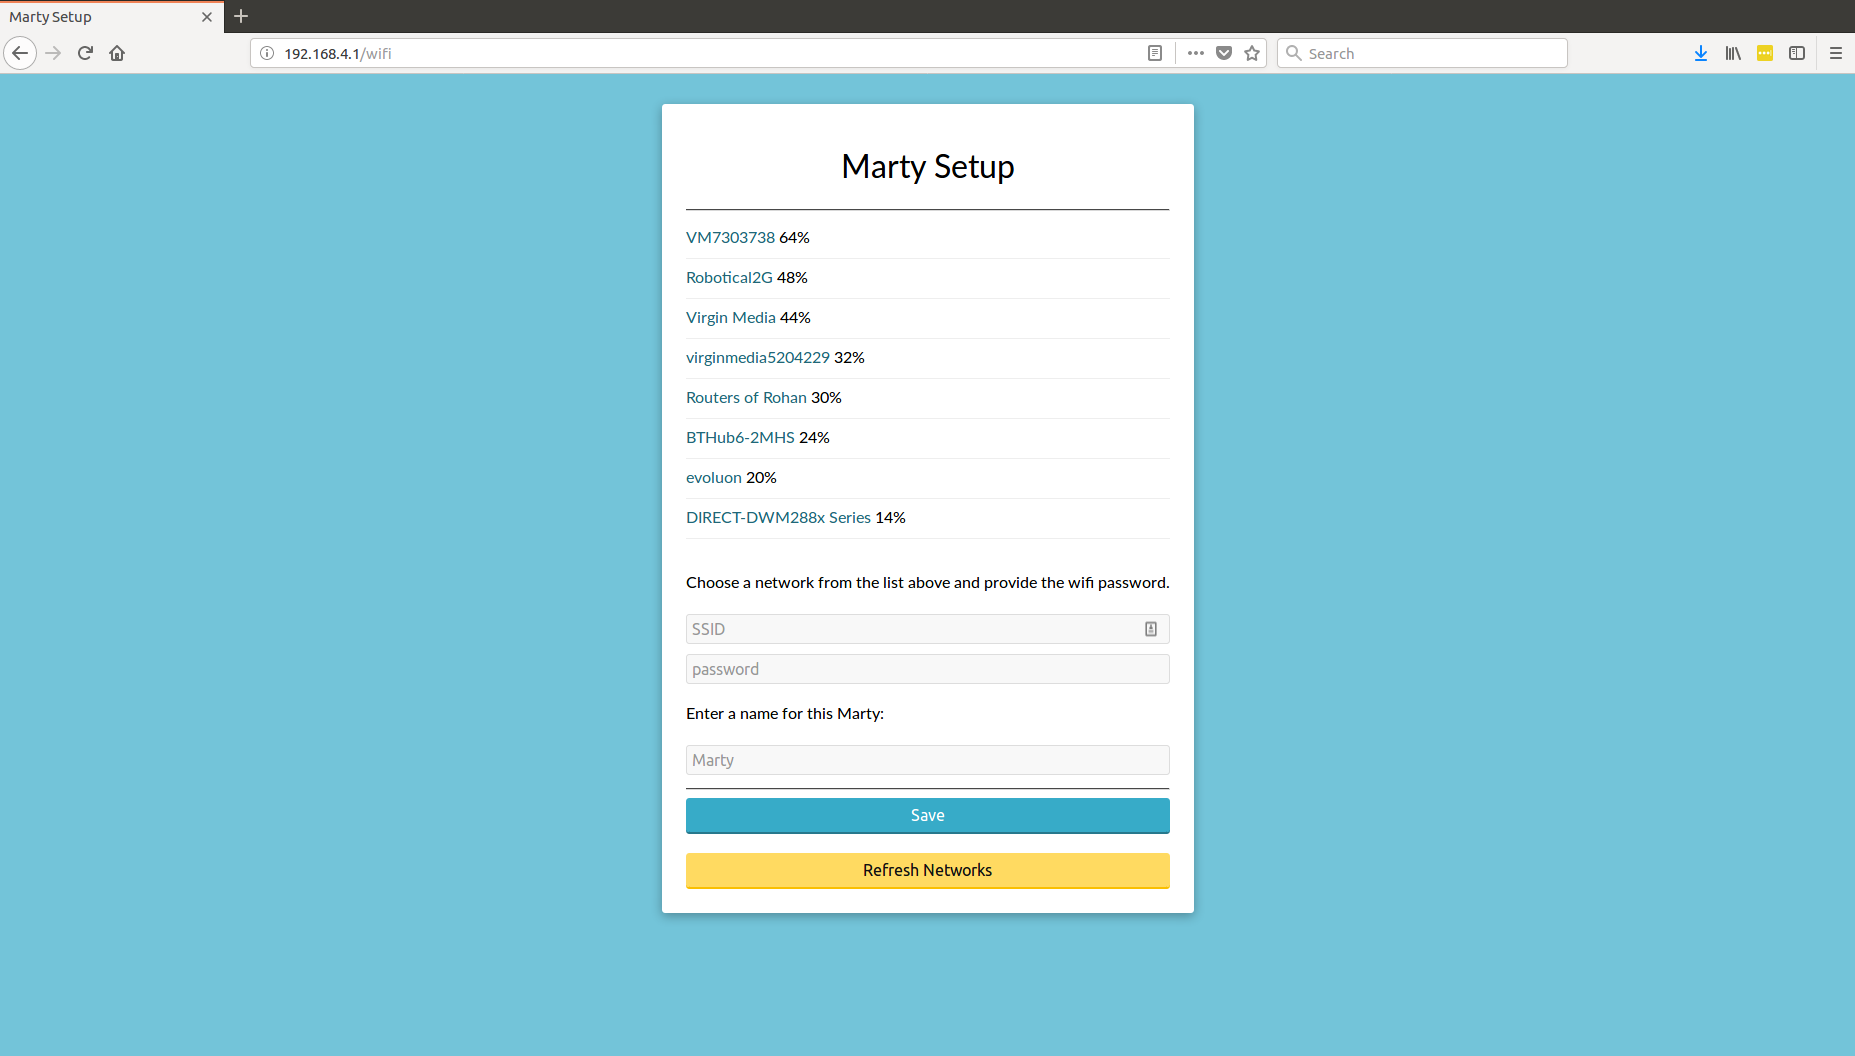 Marty Setup
192.168.4.1/wifi
Search
Marty Setup
VM7303738 64%
Robotical2G 48%
Virgin Media 44%
virginmedia5204229 32%
Routers of Rohan 30%
BTHub6-2MHS 24%
evoluon 20%
DIRECT-DWM288x Series 14%
Choose a network from the list above and provide the wifi password.
SSID
password
Enter a name for this Marty:
Marty
Save
Refresh Networks